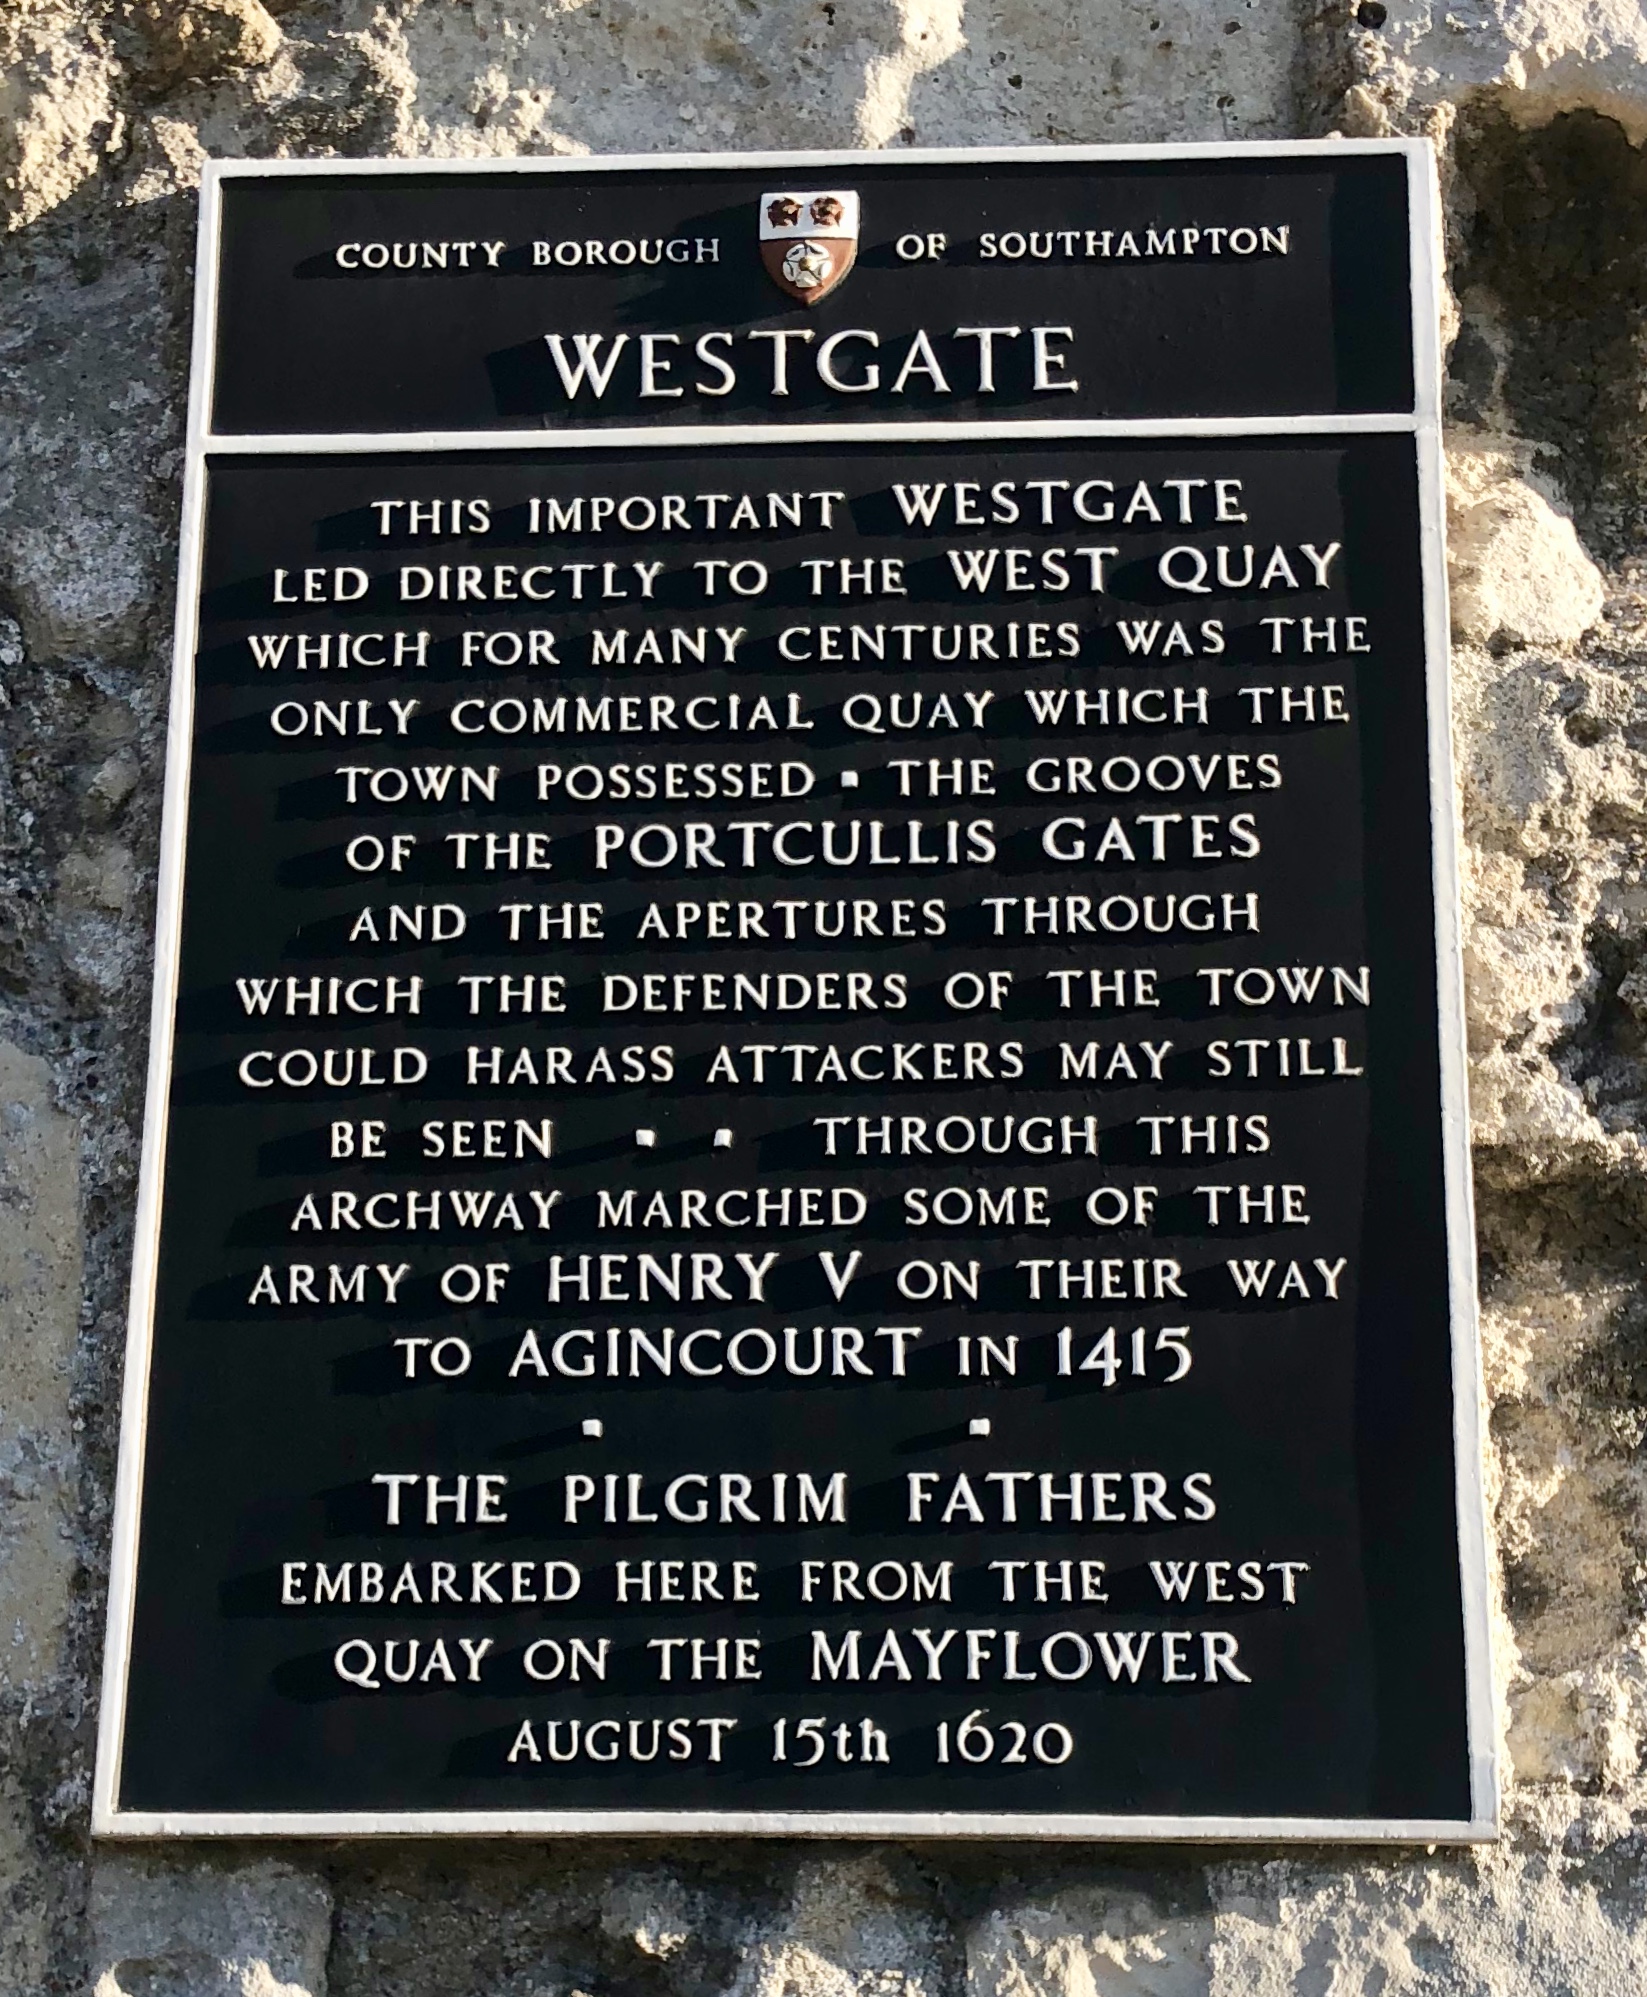 COUNTY BOROUGH OF SOUTHAMPTON
WESTGATE
THIS IMPORTANT WESTGATE
LED DIRECTLY TO THE WEST QUAY
WHICH FOR MANY CENTURIES WAS THE
ONLY COMMERCIAL QUAY WHICH THE
TOWN POSSESSED ▪ THE GROOVES
OF THE PORTCULLIS GATES
AND THE APERTURES THROUGH
WHICH THE DEFENDERS OF THE TOWN
COULD HARASS ATTACKERS MAY STILL
BE SEEN ▪ ▪ THROUGH THIS
ARCHWAY MARCHED SOME OF THE
ARMY OF HENRY V ON THEIR WAY
TO AGINCOURT IN 1415
▪ ▪
THE PILGRIM FATHERS
EMBARKED HERE FROM THE WEST
QUAY ON THE MAYFLOWER
AUGUST 15th 1620